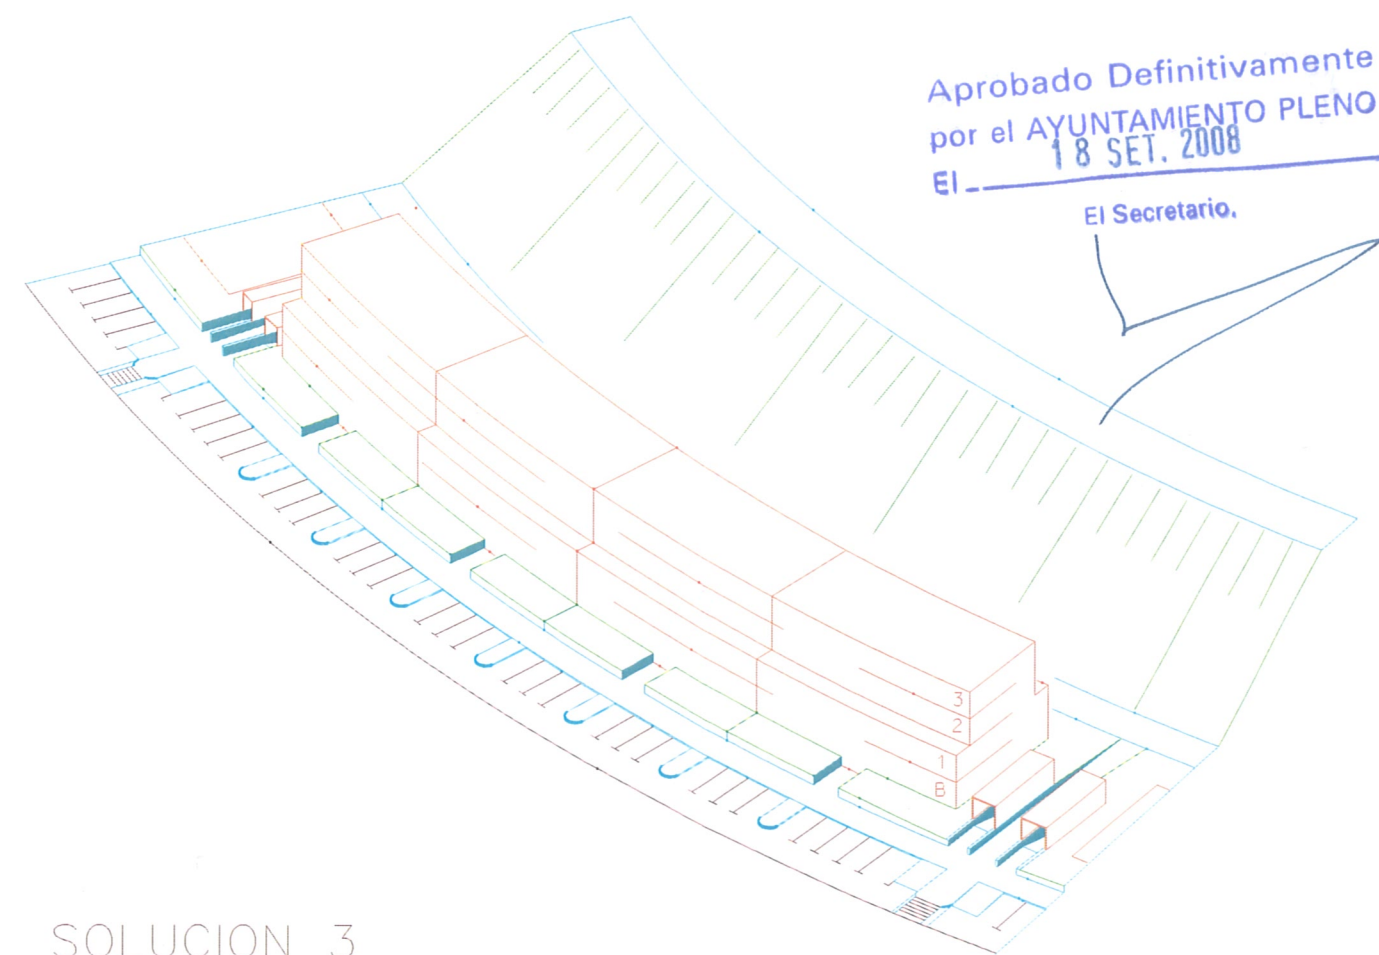 Aprobado Definitivamente
por el AYUNTAMIENTO PLENO
18 SET. 2008
El
El Secretario.
3
2
1
B
SOLUCION 3